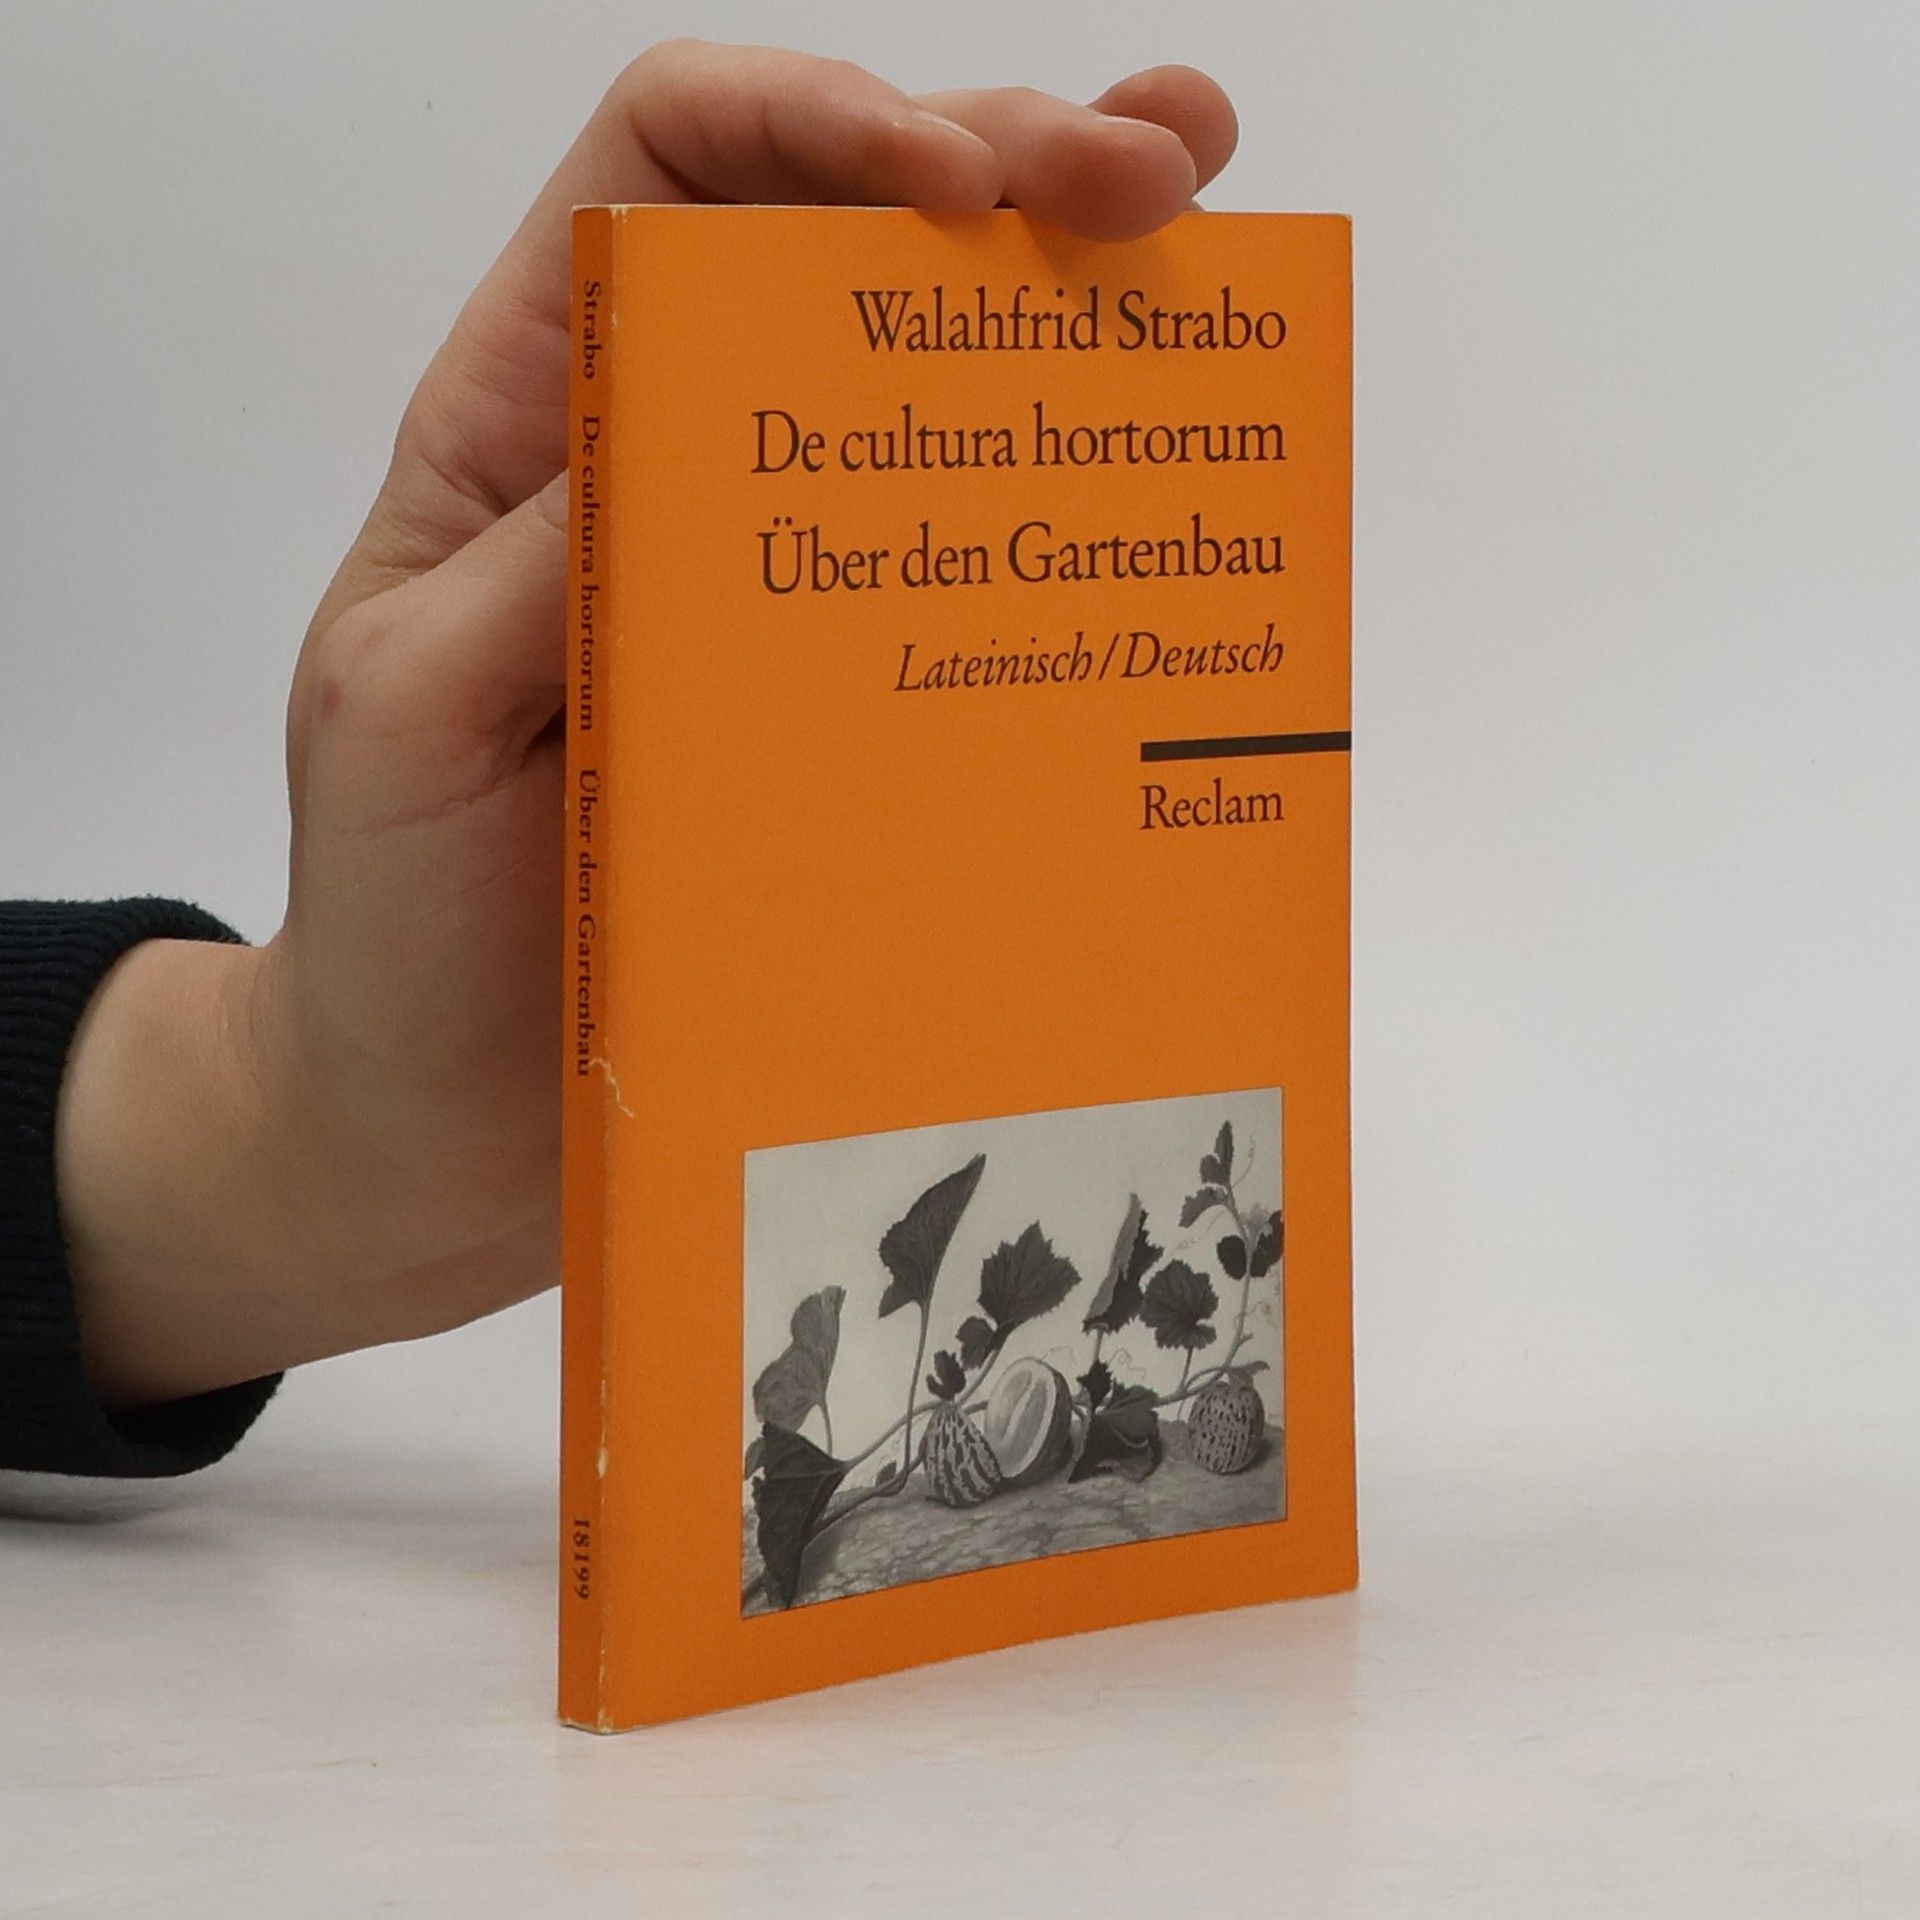 Walahfrid Strabo
De cultura hortorum
Über den Gartenbau
Lateinisch/Deutsch
Reclam
Strabo De cultura hortorum Über den Gartenbau 18199